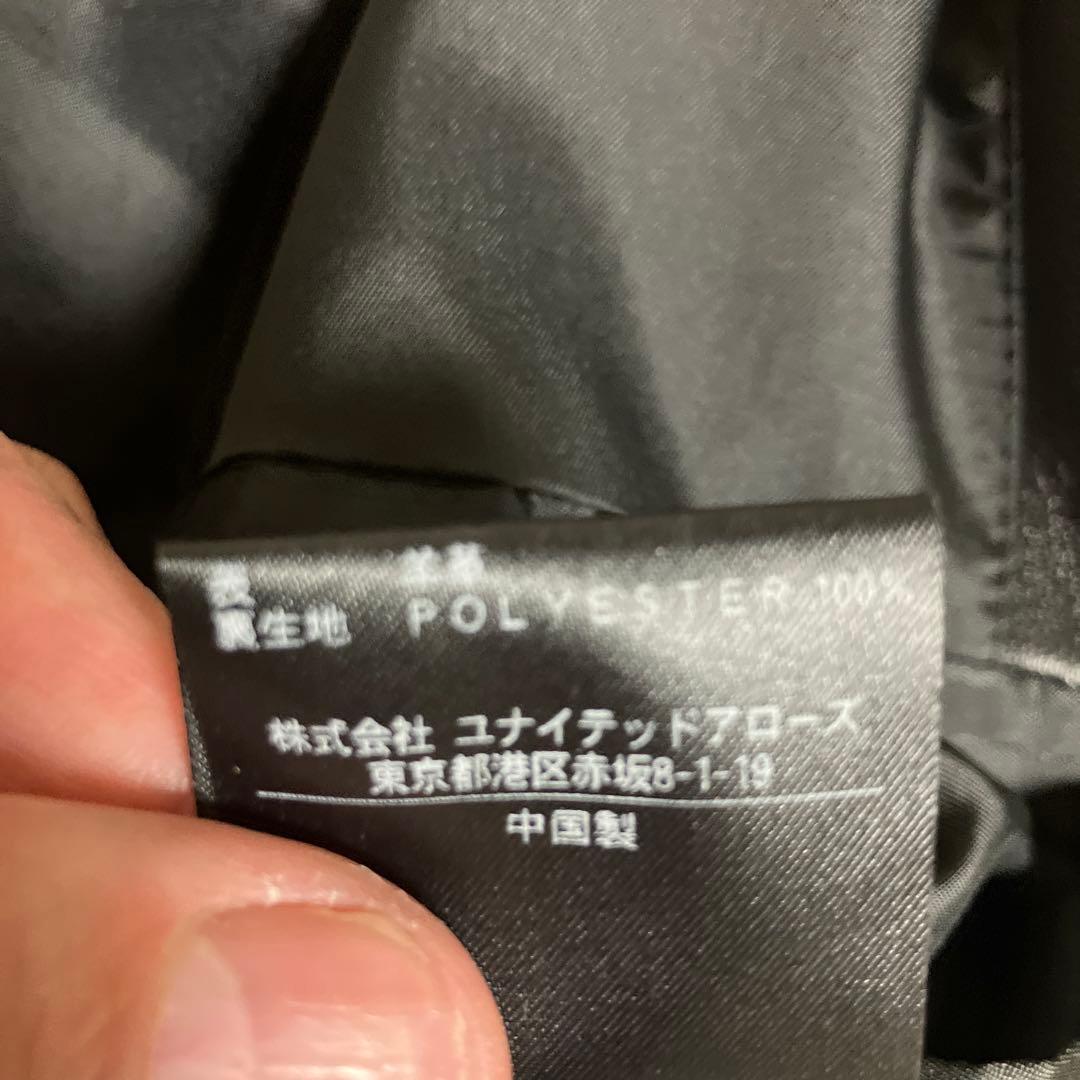 表
裏生地 POLYESTER 100%
株式会社 ユナイテッドアローズ
東京都港区赤坂8-1-19
中国製